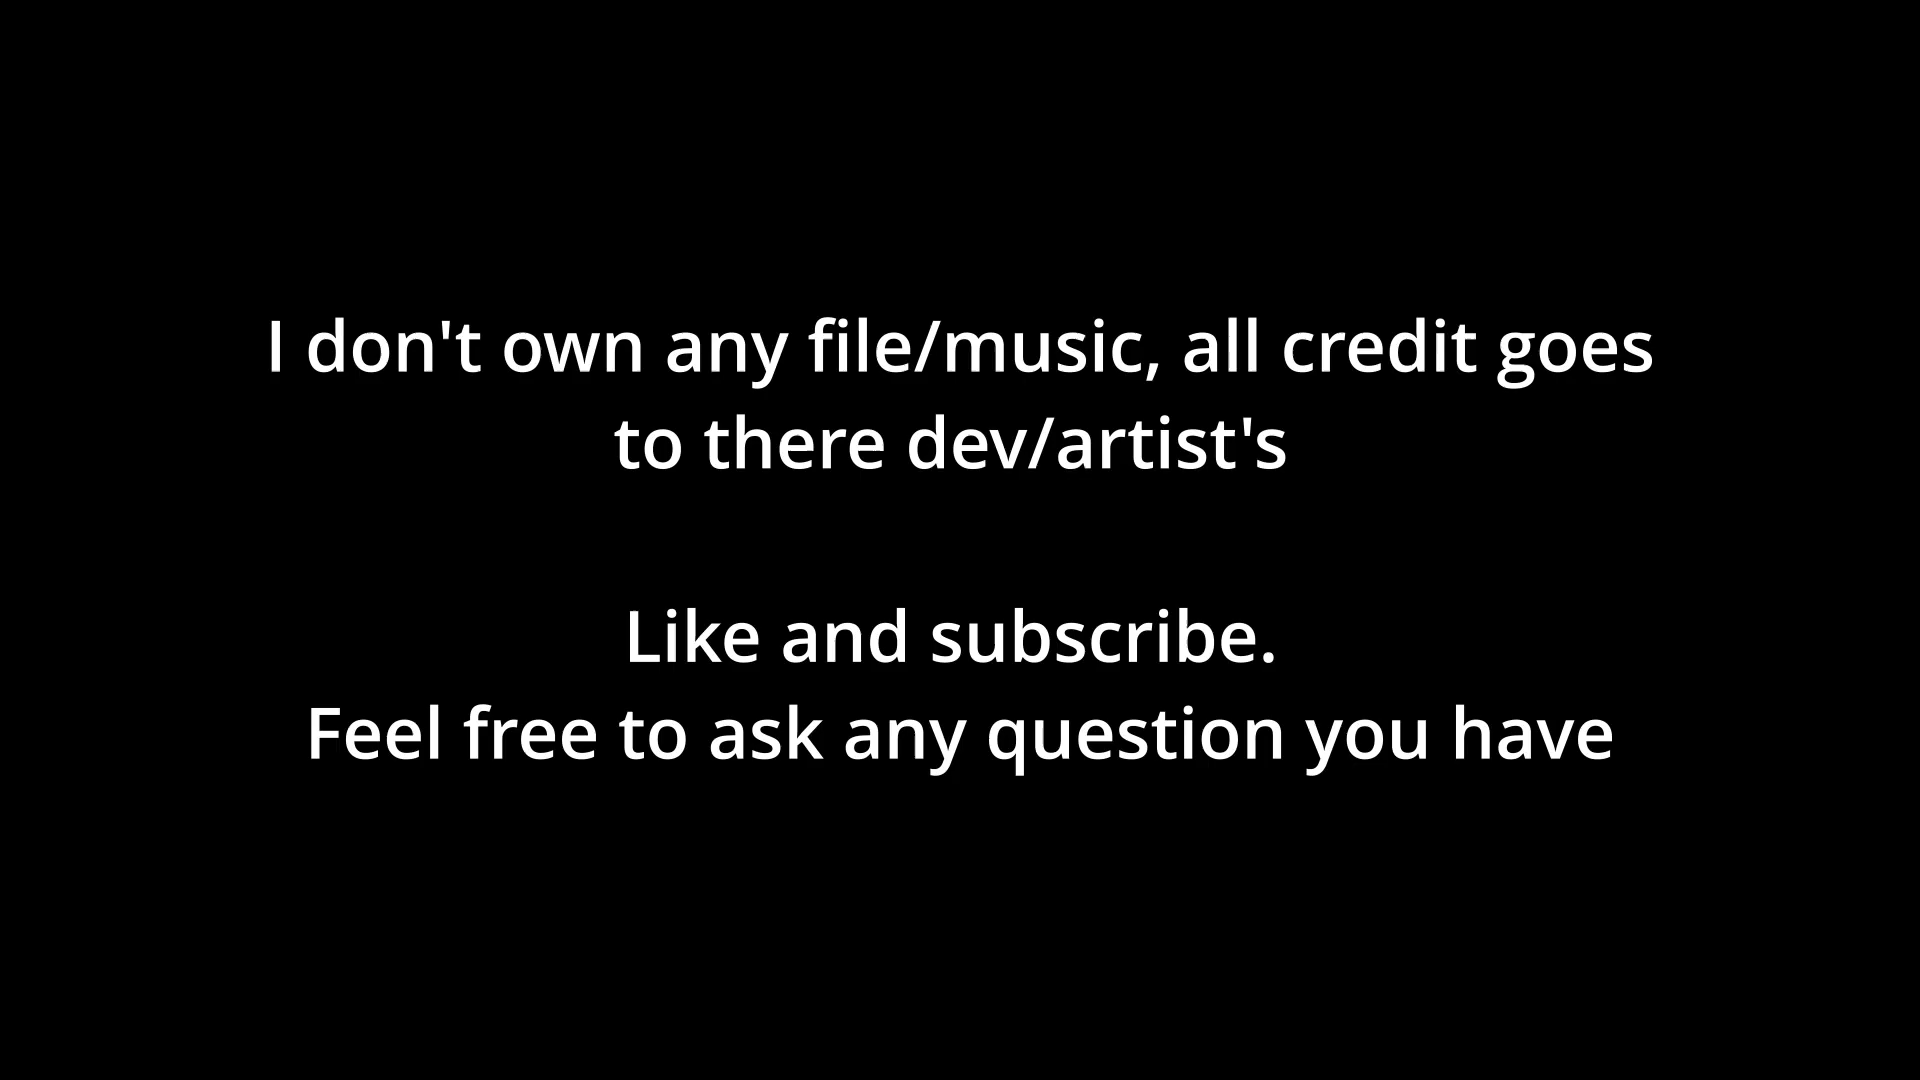 I don't own any file/music, all credit goes
to there dev/artist's
Like and subscribe.
Feel free to ask any question you have